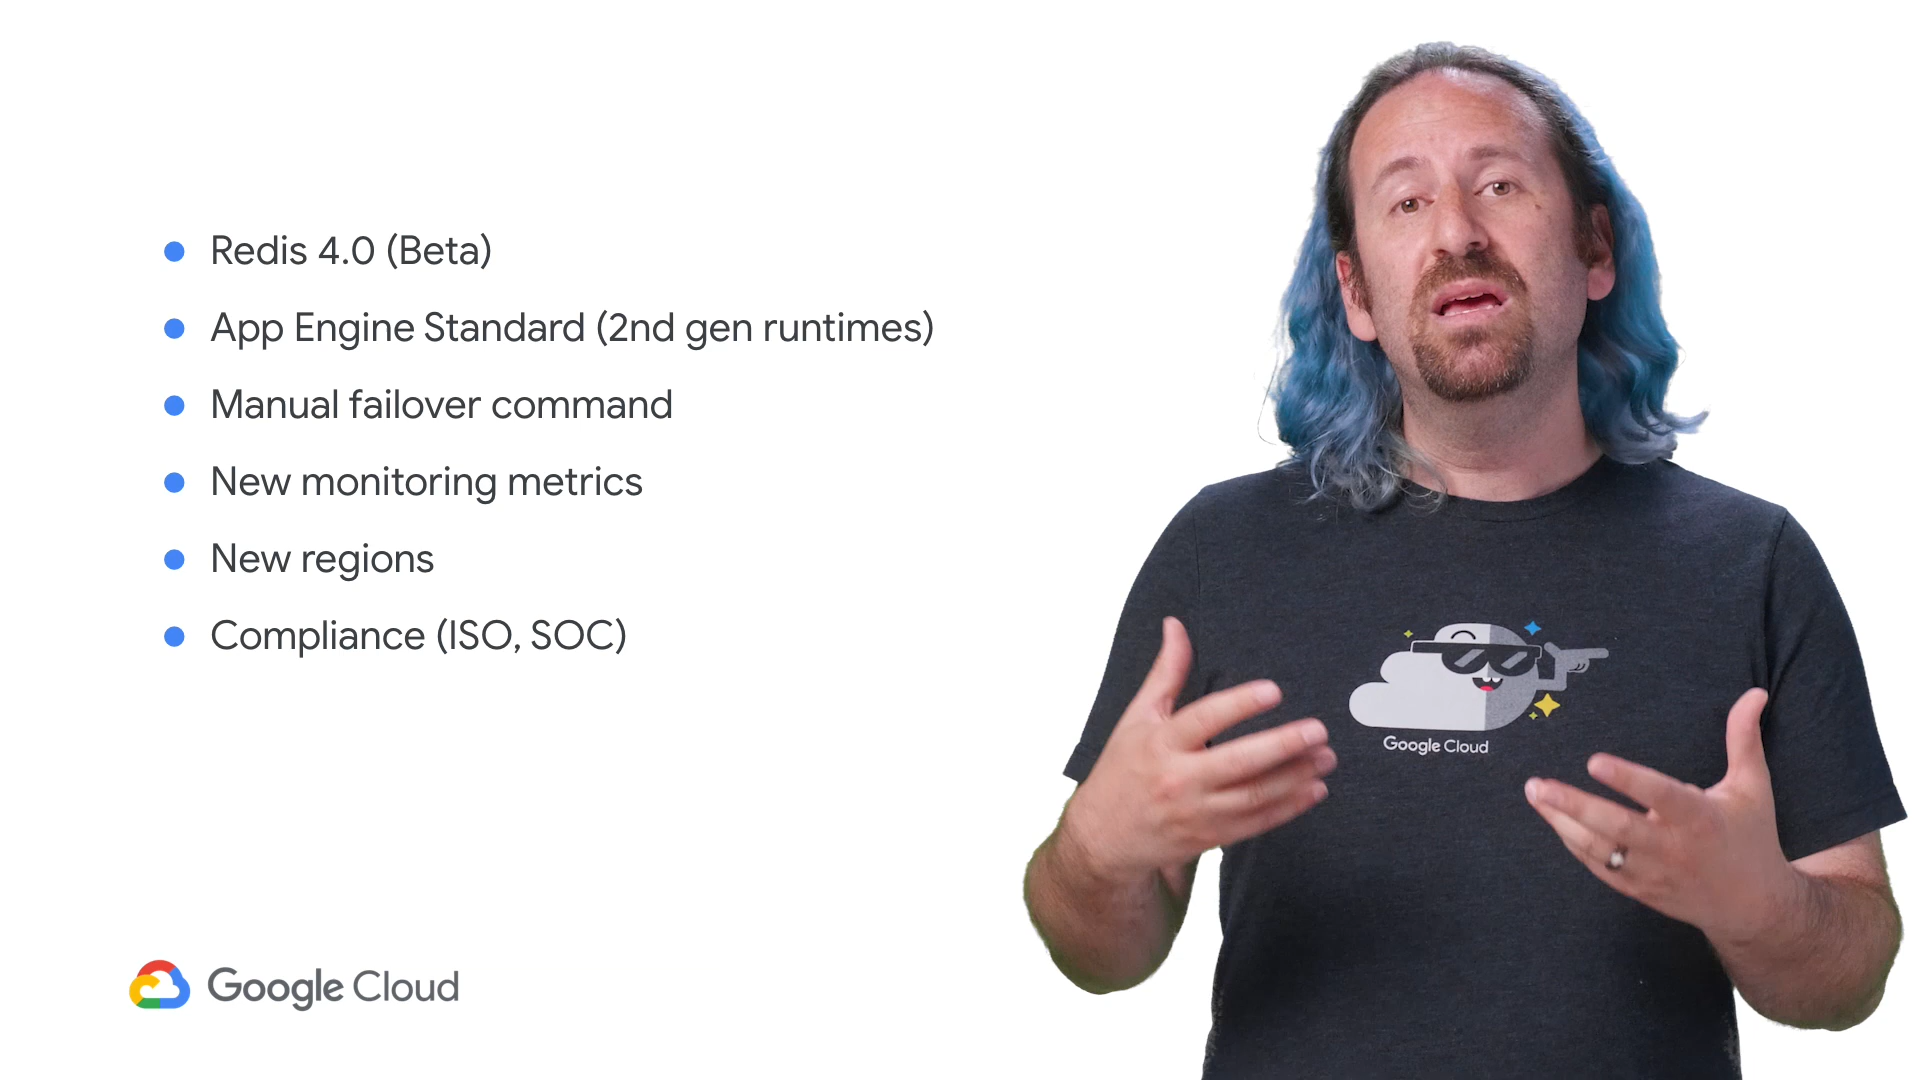 Redis 4.0 (Beta)
App Engine Standard (2nd gen runtimes)
Manual failover command
New monitoring metrics
New regions
Compliance (ISO, SOC)
Google Cloud
Google Cloud